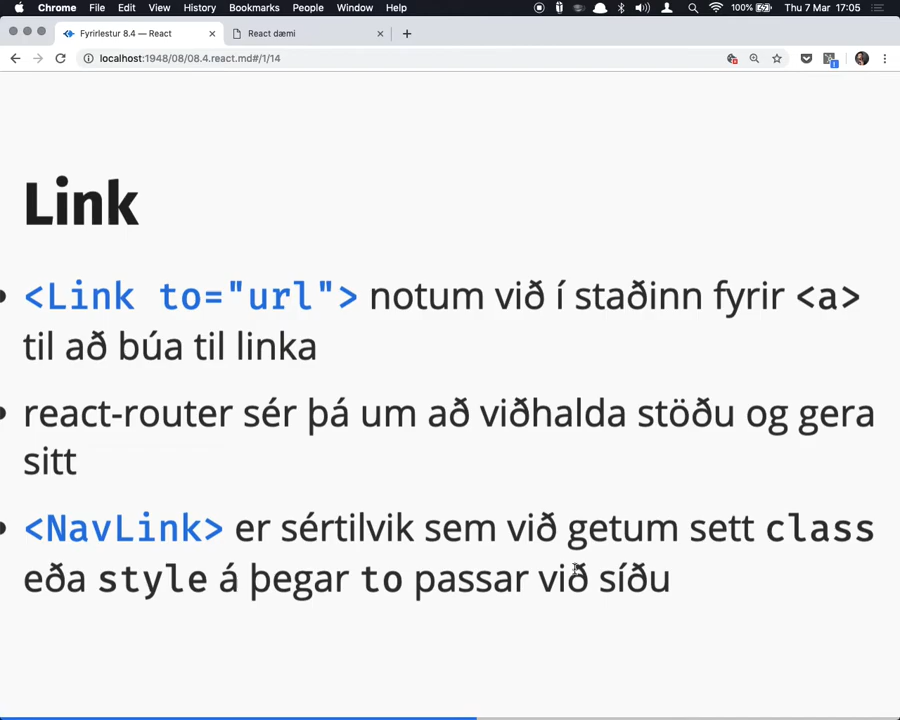 Chrome File Edit View History Bookmarks People Window Help 100% Thu 7 Mar 17:05
Fyrirlestur 8.4 — React React dæmi
localhost:1948/08/08.4.react.md#/1/14
Link
<Link to="url"> notum við í staðinn fyrir <a>
til að búa til linka
react-router sér þá um að viðhalda stöðu og gera
sitt
<NavLink> er sértilvik sem við getum sett class
eða style á þegar to passar við síðu